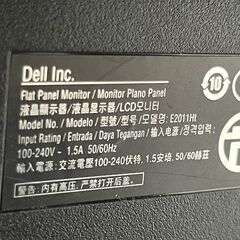 Dell Inc.
Flat Panel Monitor / Monitor Plano Panel
液晶顯示器/液晶显示器/LCD모니터
Model No. / Modelo / 型號/型号/모델명: E2011Ht
Input Rating / Entrada / Daya Tegangan / 输入电源 /정격입력:
100-240V ~ 1.5A 50/60Hz
輸入電源: 交流電壓100-240伏特, 1.5安培, 50/60赫茲
警告: 内有高压, 严禁打开后盖。
10